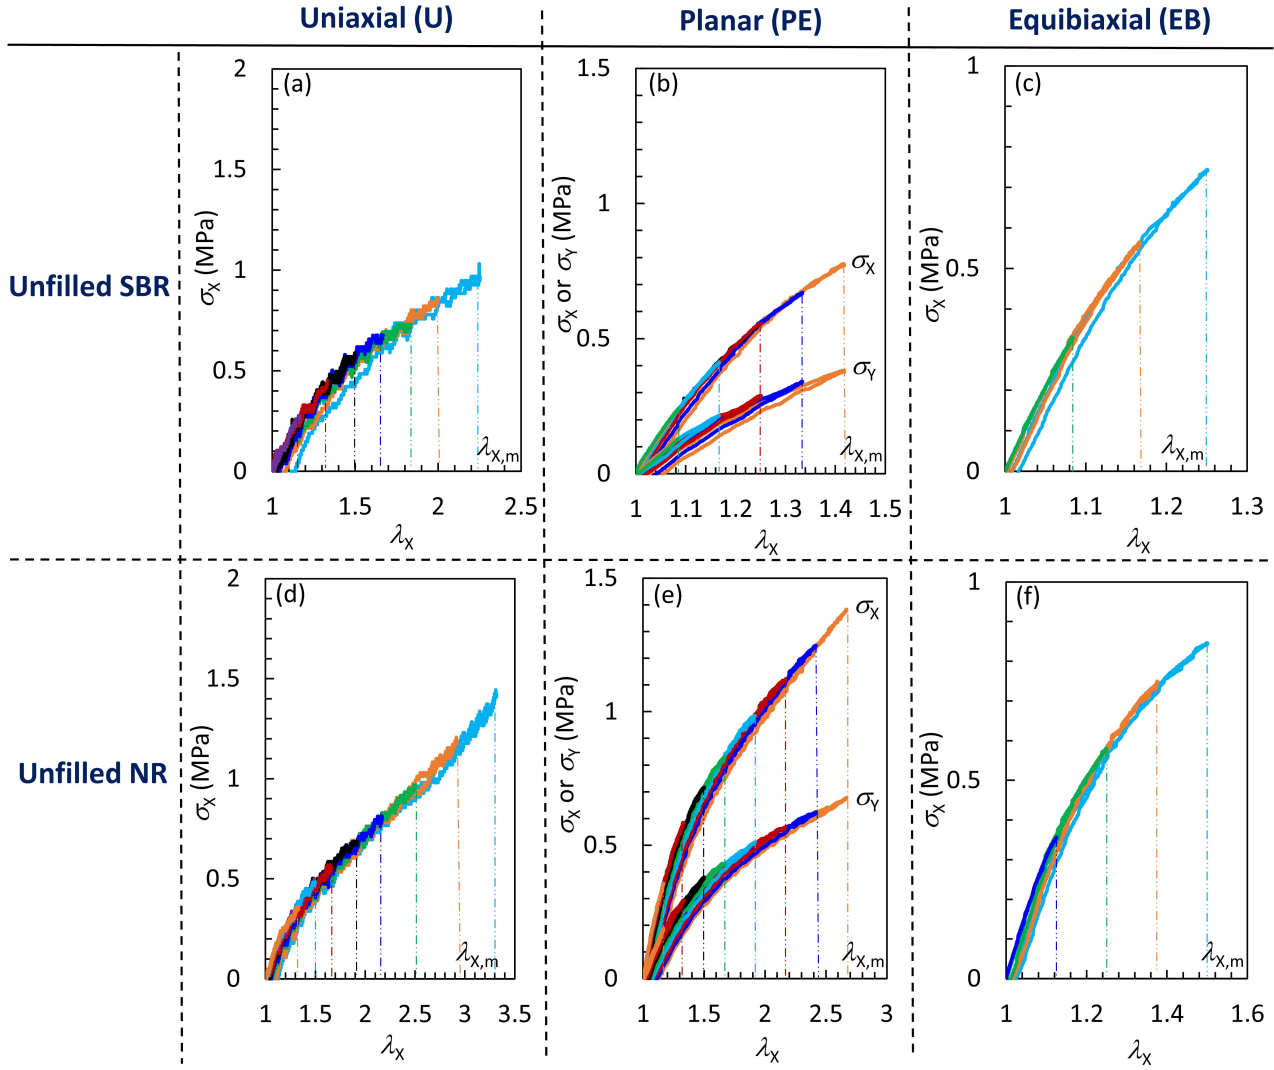 Uniaxial (U)
Planar (PE)
Equibiaxial (EB)
Unfilled SBR
(a)
2
1.5
1
0.5
0
σX (MPa)
1
1.5
2
2.5
λX,m
λX
(b)
1.5
1
0.5
0
σX or σY (MPa)
σX
σY
1
1.1
1.2
1.3
1.4
1.5
λX,m
λX
(c)
1
0.5
0
σX (MPa)
1
1.1
1.2
1.3
λX,m
λX
Unfilled NR
(d)
2
1.5
1
0.5
0
σX (MPa)
1
1.5
2
2.5
3
3.5
λX,m
λX
(e)
1.5
1
0.5
0
σX or σY (MPa)
σX
σY
1
1.5
2
2.5
3
λX,m
λX
(f)
1
0.5
0
σX (MPa)
1
1.2
1.4
1.6
λX,m
λX